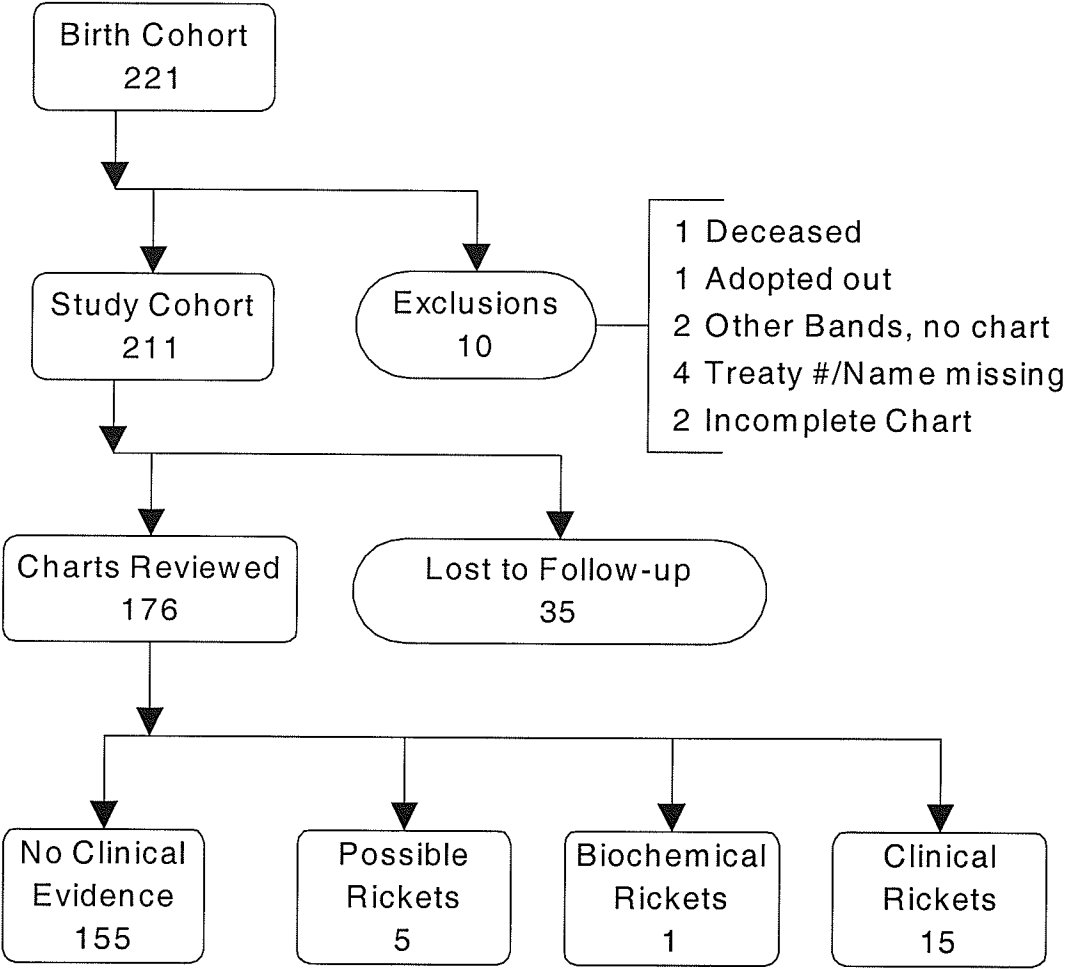 Birth Cohort
221
Study Cohort
211
Exclusions
10
1 Deceased
1 Adopted out
2 Other Bands, no chart
4 Treaty #/Name missing
2 Incomplete Chart
Charts Reviewed
176
Lost to Follow-up
35
No Clinical
Evidence
155
Possible
Rickets
5
Biochemical
Rickets
1
Clinical
Rickets
15